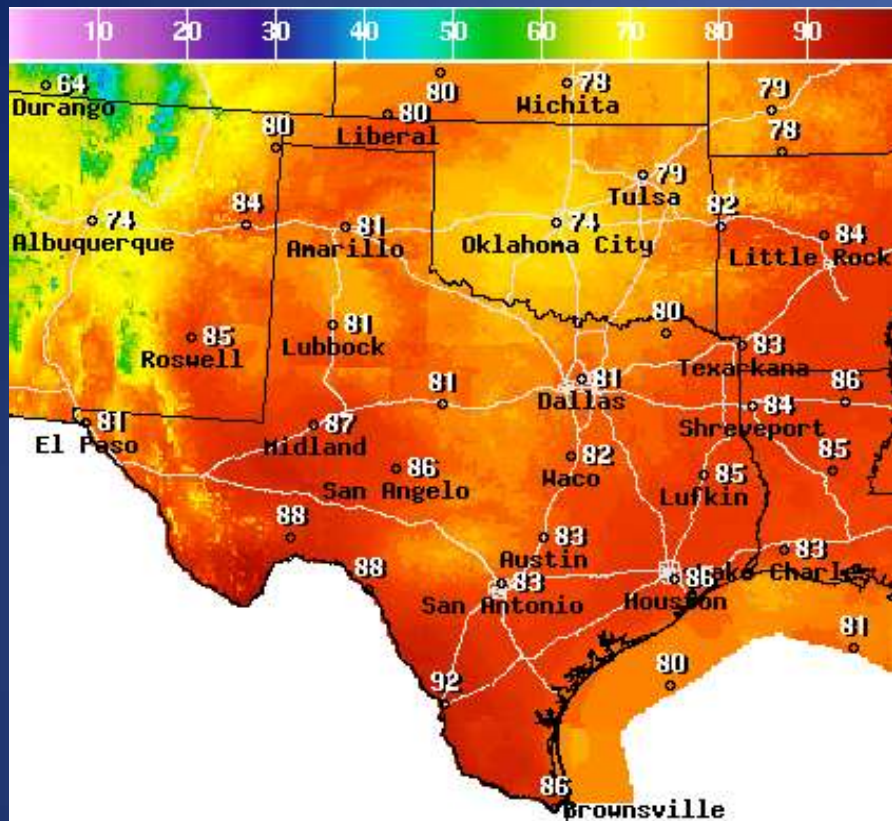 10 20 30 40 50 60 70 80 90
64
Durango
80
78
Wichita
79
80
Liberal
80
78
79
Tulsa
74
Albuquerque
84
81
Amarillo
74
Oklahoma City
82
84
Little Rock
85
Roswell
81
Lubbock
80
83
Texarkana
81
Dallas
81
86
84
Shreveport
81
El Paso
87
Midland
86
San Angelo
82
Waco
85
Lufkin
85
88
83
Austin
83
Lake Charles
88
83
San Antonio
86
Houston
81
80
92
86
Brownsville